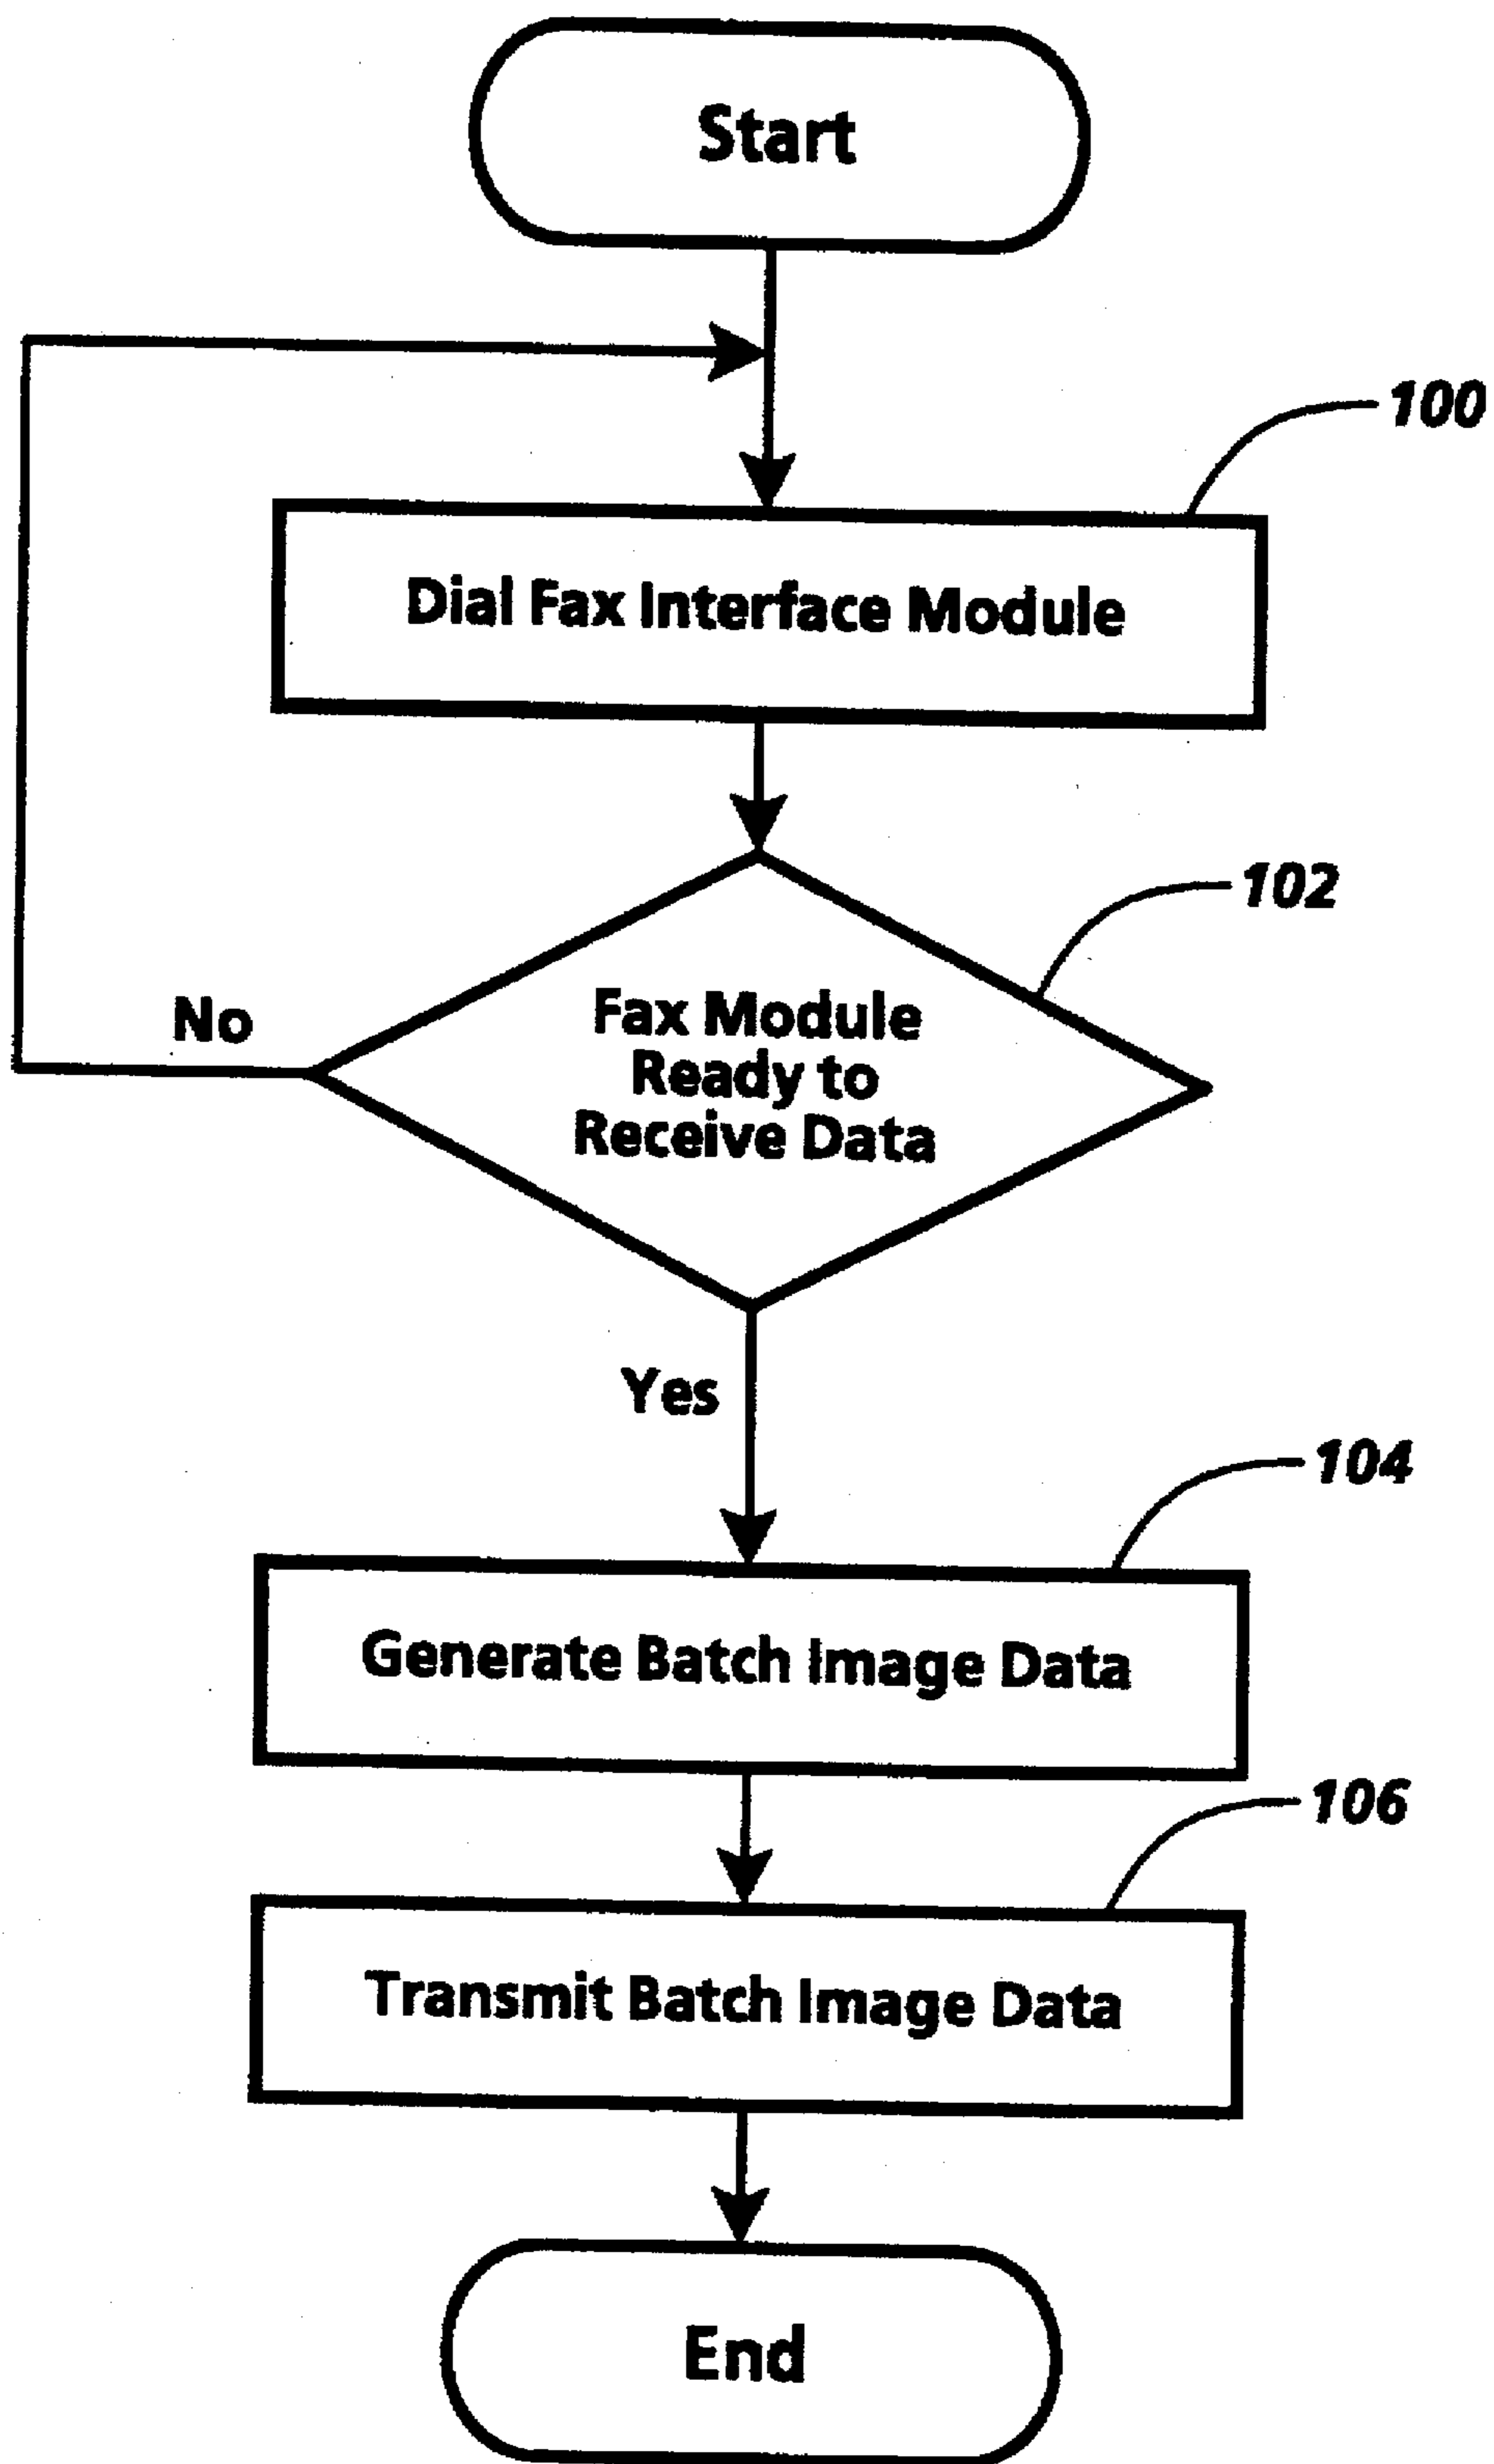 Start
100
Dial Fax Interface Module
102
Fax Module
Ready to
Receive Data
No
Yes
104
Generate Batch Image Data
106
Transmit Batch Image Data
End